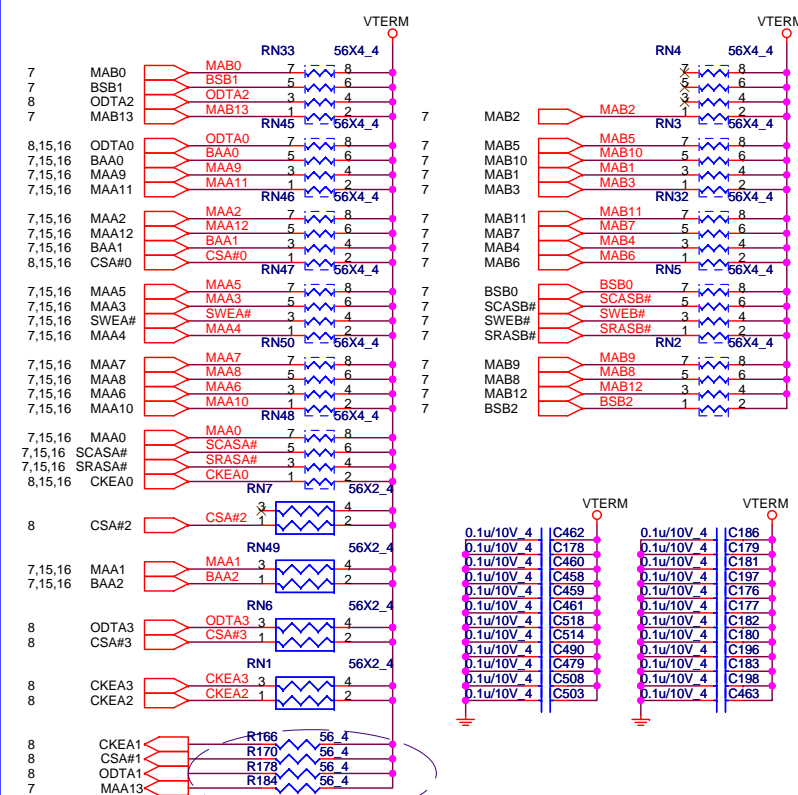 VTERM
RN33 56X4_4
7 MAB0 MAB0 7 8
7 BSB1 BSB1 5 6
8 ODTA2 ODTA2 3 4
7 MAB13 MAB13 1 2
RN45 56X4_4
8,15,16 ODTA0 ODTA0 7 8
7,15,16 BAA0 BAA0 5 6
7,15,16 MAA9 MAA9 3 4
7,15,16 MAA11 MAA11 1 2
RN46 56X4_4
7,15,16 MAA2 MAA2 7 8
7,15,16 MAA12 MAA12 5 6
7,15,16 BAA1 BAA1 3 4
8,15,16 CSA#0 CSA#0 1 2
RN47 56X4_4
7,15,16 MAA5 MAA5 7 8
7,15,16 MAA3 MAA3 5 6
7,15,16 SWEA# SWEA# 3 4
7,15,16 MAA4 MAA4 1 2
RN50 56X4_4
7,15,16 MAA7 MAA7 7 8
7,15,16 MAA8 MAA8 5 6
7,15,16 MAA6 MAA6 3 4
7,15,16 MAA10 MAA10 1 2
RN48 56X4_4
7,15,16 MAA0 MAA0 7 8
7,15,16 SCASA# SCASA# 5 6
7,15,16 SRASA# SRASA# 3 4
8,15,16 CKEA0 CKEA0 1 2
RN7 56X2_4
3 4
8 CSA#2 CSA#2 1 2
RN49 56X2_4
7,15,16 MAA1 MAA1 3 4
7,15,16 BAA2 BAA2 1 2
RN6 56X2_4
8 ODTA3 ODTA3 3 4
8 CSA#3 CSA#3 1 2
RN1 56X2_4
8 CKEA3 CKEA3 3 4
8 CKEA2 CKEA2 1 2
8 CKEA1 R166 56_4
8 CSA#1 R170 56_4
8 ODTA1 R178 56_4
7 MAA13 R184 56_4
VTERM
RN4 56X4_4
7 8
5 6
3 4
7 MAB2 MAB2 1 2
RN3 56X4_4
7 MAB5 MAB5 7 8
7 MAB10 MAB10 5 6
7 MAB1 MAB1 3 4
7 MAB3 MAB3 1 2
RN32 56X4_4
7 MAB11 MAB11 7 8
7 MAB7 MAB7 5 6
7 MAB4 MAB4 3 4
7 MAB6 MAB6 1 2
RN5 56X4_4
7 BSB0 BSB0 7 8
7 SCASB# SCASB# 5 6
7 SWEB# SWEB# 3 4
7 SRASB# SRASB# 1 2
RN2 56X4_4
7 MAB9 MAB9 7 8
7 MAB8 MAB8 5 6
7 MAB12 MAB12 3 4
7 BSB2 BSB2 1 2
VTERM
0.1u/10V_4 C462
0.1u/10V_4 C178
0.1u/10V_4 C460
0.1u/10V_4 C458
0.1u/10V_4 C459
0.1u/10V_4 C461
0.1u/10V_4 C518
0.1u/10V_4 C514
0.1u/10V_4 C490
0.1u/10V_4 C479
0.1u/10V_4 C508
0.1u/10V_4 C503
VTERM
0.1u/10V_4 C186
0.1u/10V_4 C179
0.1u/10V_4 C181
0.1u/10V_4 C197
0.1u/10V_4 C176
0.1u/10V_4 C177
0.1u/10V_4 C182
0.1u/10V_4 C180
0.1u/10V_4 C196
0.1u/10V_4 C183
0.1u/10V_4 C198
0.1u/10V_4 C463